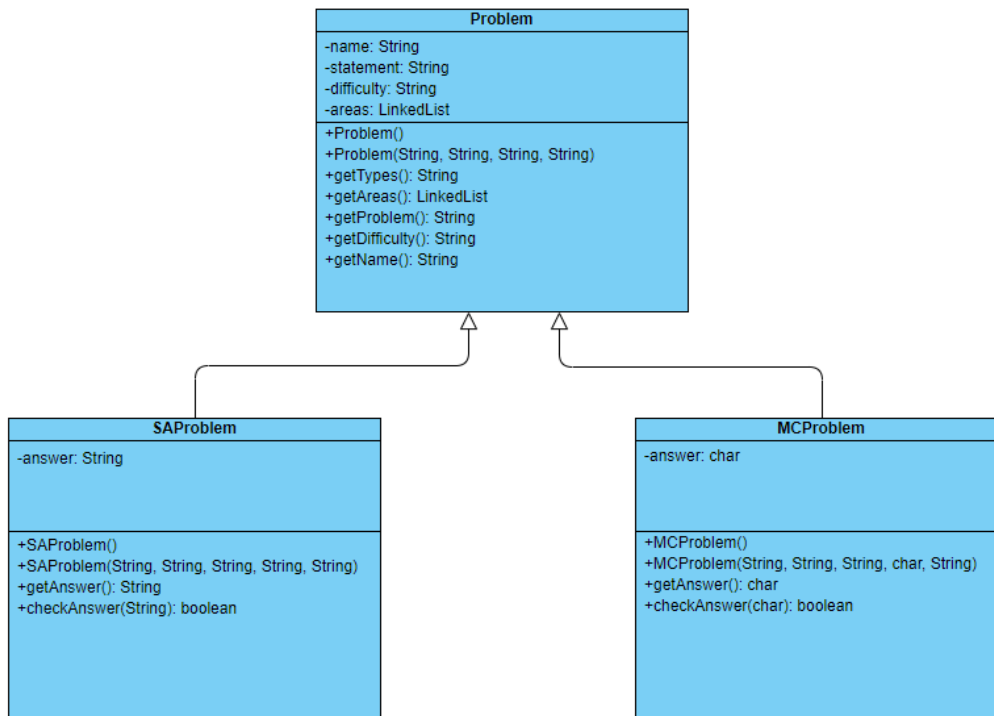 Problem
-name: String
-statement: String
-difficulty: String
-areas: LinkedList
+Problem()
+Problem(String, String, String, String)
+getTypes(): String
+getAreas(): LinkedList
+getProblem(): String
+getDifficulty(): String
+getName(): String
SAProblem
-answer: String
+SAProblem()
+SAProblem(String, String, String, String, String)
+getAnswer(): String
+checkAnswer(String): boolean
MCProblem
-answer: char
+MCProblem()
+MCProblem(String, String, String, char, String)
+getAnswer(): char
+checkAnswer(char): boolean